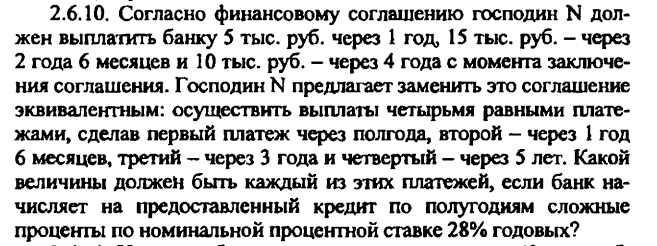 2.6.10. Согласно финансовому соглашению господин N дол-
жен выплатить банку 5 тыс. руб. через 1 год, 15 тыс. руб. – через
2 года 6 месяцев и 10 тыс. руб. – через 4 года с момента заключе-
ния соглашения. Господин N предлагает заменить это соглашение
эквивалентным: осуществить выплаты четырьмя равными плате-
жами, сделав первый платеж через полгода, второй – через 1 год
6 месяцев, третий – через 3 года и четвертый – через 5 лет. Какой
величины должен быть каждый из этих платежей, если банк на-
числяет на предоставленный кредит по полугодиям сложные
проценты по номинальной процентной ставке 28% годовых?